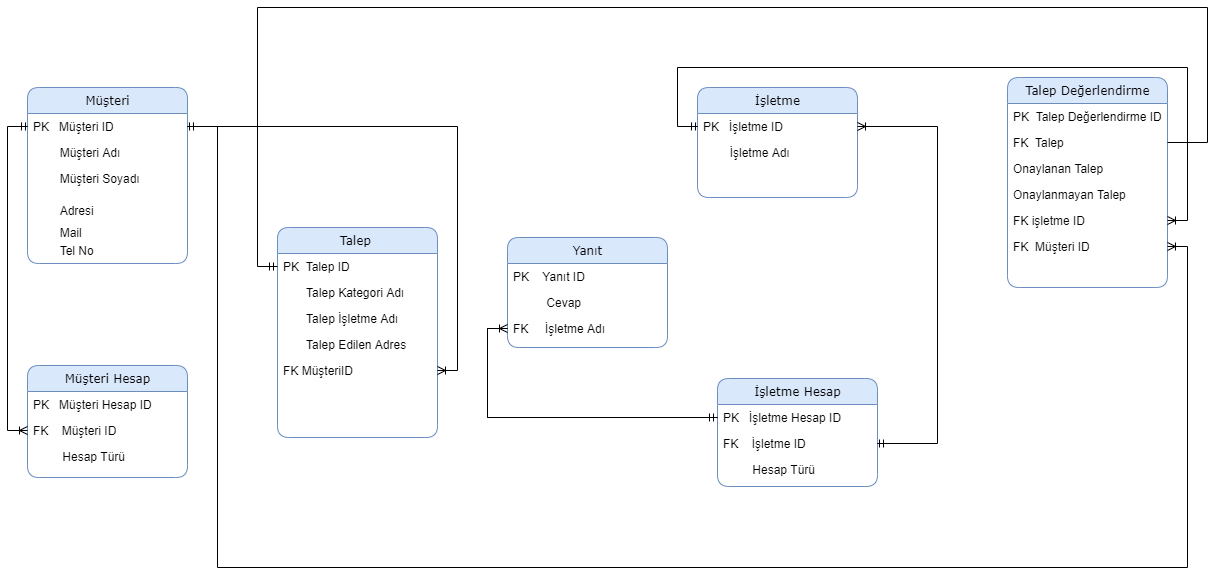 Müşteri
PK Müşteri ID
Müşteri Adı
Müşteri Soyadı
Adresi
Mail
Tel No
Müşteri Hesap
PK Müşteri Hesap ID
FK Müşteri ID
Hesap Türü
Talep
PK Talep ID
Talep Kategori Adı
Talep İşletme Adı
Talep Edilen Adres
FK MüşteriID
Yanıt
PK Yanıt ID
Cevap
FK İşletme Adı
İşletme
PK İşletme ID
İşletme Adı
İşletme Hesap
PK İşletme Hesap ID
FK İşletme ID
Hesap Türü
Talep Değerlendirme
PK Talep Değerlendirme ID
FK Talep
Onaylanan Talep
Onaylanmayan Talep
FK işletme ID
FK Müşteri ID